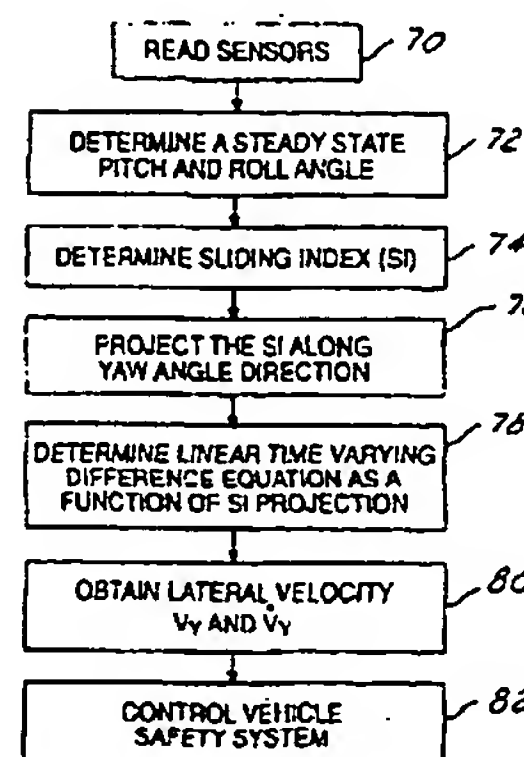 READ SENSORS
70
DETERMINE A STEADY STATE
PITCH AND ROLL ANGLE
72
DETERMINE SLIDING INDEX (SI)
74
PROJECT THE SI ALONG
YAW ANGLE DIRECTION
DETERMINE LINEAR TIME VARYING
DIFFERENCE EQUATION AS A
FUNCTION OF SI PROJECTION
78
OBTAIN LATERAL VELOCITY
VY AND V̇Y
80
CONTROL VEHICLE
SAFETY SYSTEM
82